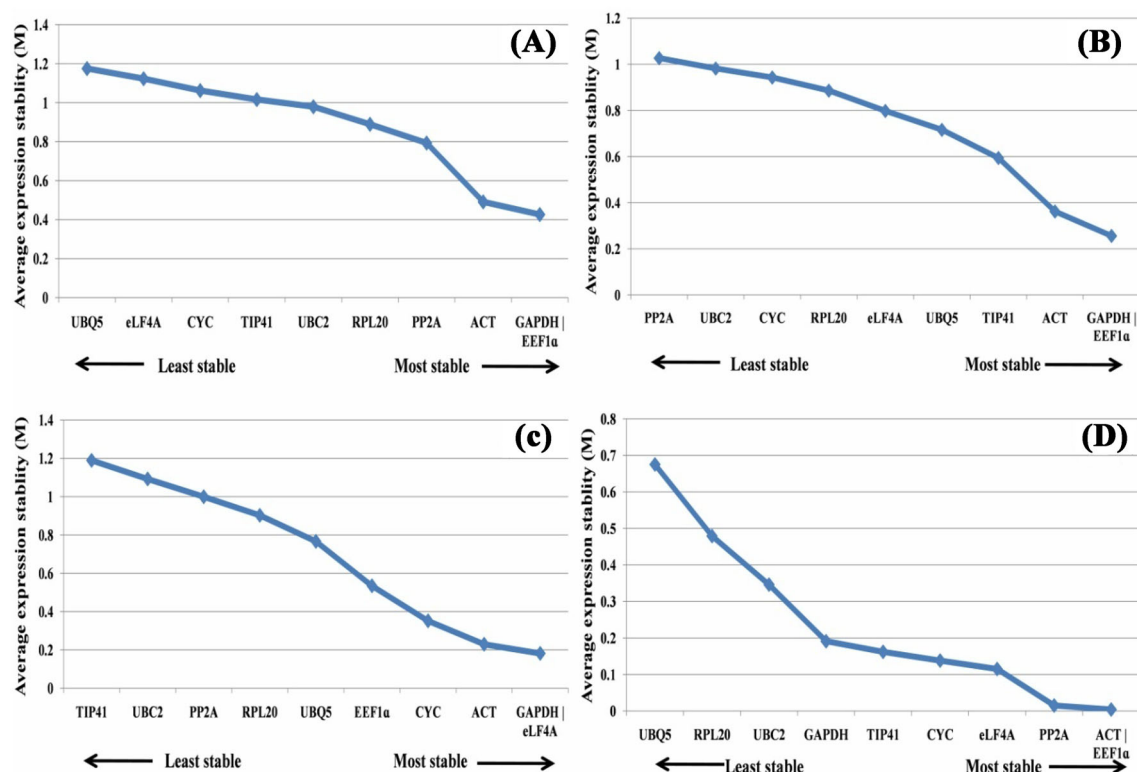 (A)
Average expression stablity (M)
1.4
1.2
1
0.8
0.6
0.4
0.2
0
UBQ5 eLF4A CYC TIP41 UBC2 RPL20 PP2A ACT GAPDH |
EEF1α
Least stable Most stable
(B)
Average expression stablity (M)
1.2
1
0.8
0.6
0.4
0.2
0
PP2A UBC2 CYC RPL20 eLF4A UBQ5 TIP41 ACT GAPDH |
EEF1α
Least stable Most stable
(c)
Average expression stablity (M)
1.4
1.2
1
0.8
0.6
0.4
0.2
0
TIP41 UBC2 PP2A RPL20 UBQ5 EEF1α CYC ACT GAPDH |
eLF4A
Least stable Most stable
(D)
Average expression stablity (M)
0.8
0.7
0.6
0.5
0.4
0.3
0.2
0.1
0
UBQ5 RPL20 UBC2 GAPDH TIP41 CYC eLF4A PP2A ACT |
EEF1α
Least stable Most stable